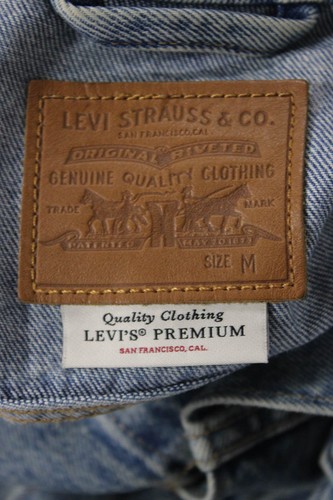 LEVI STRAUSS & CO.
SAN FRANCISCO, CAL.
ORIGINAL RIVETED
GENUINE QUALITY CLOTHING
TRADE MARK
PATENTED MAY 20 1873
SIZE M
Quality Clothing
LEVI'S® PREMIUM
SAN FRANCISCO, CAL.